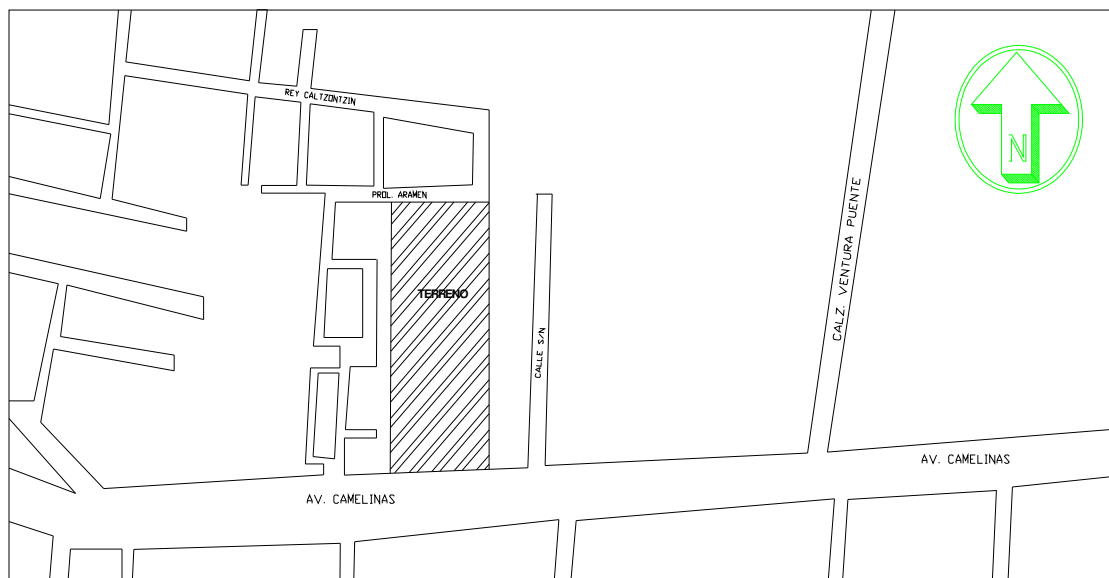 REY CALTZONTZIN
PROL. ARAMEN
N
TERRENO
CALLE S/N
CALZ. VENTURA PUENTE
AV. CAMELINAS
AV. CAMELINAS